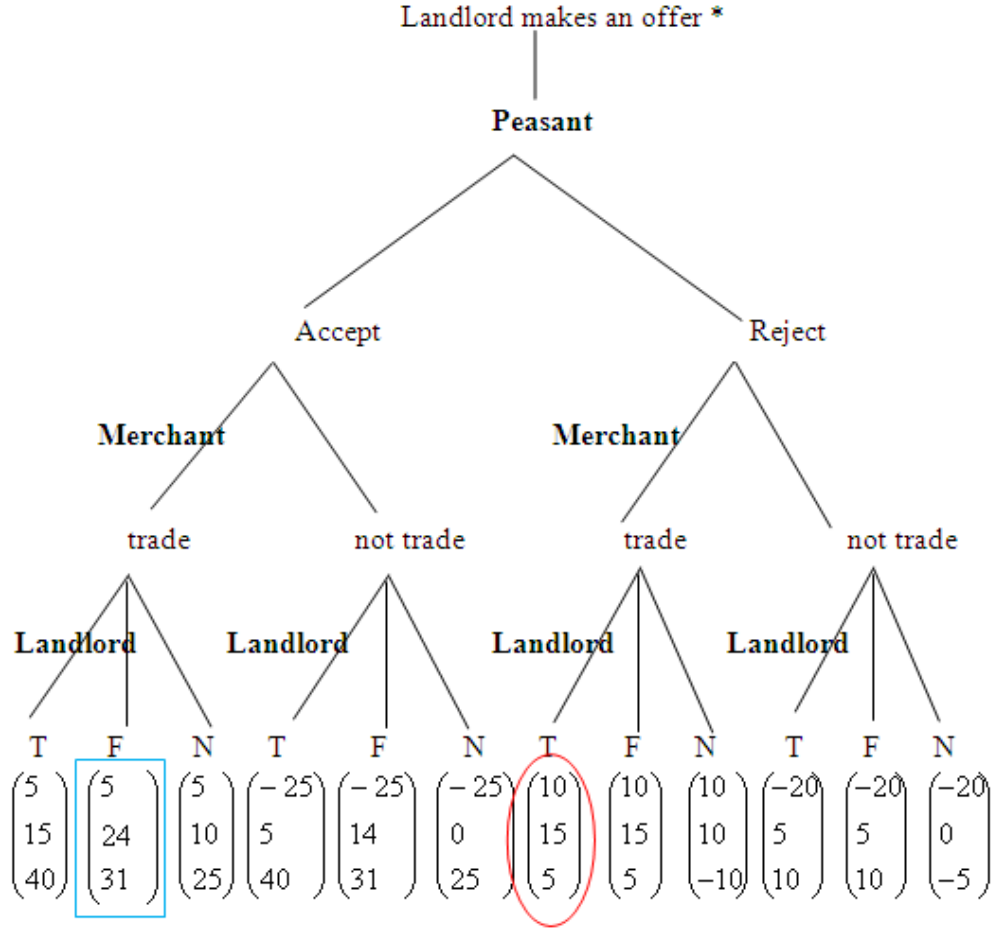 Landlord makes an offer *
Peasant
Accept Reject
Merchant Merchant
trade not trade trade not trade
Landlord Landlord Landlord Landlord
T F N T F N T F N T F N
5 5 5 -25 -25 -25 10 10 10 -20 -20 -20
15 24 10 5 14 0 15 15 10 5 5 0
40 31 25 40 31 25 5 5 -10 10 10 -5